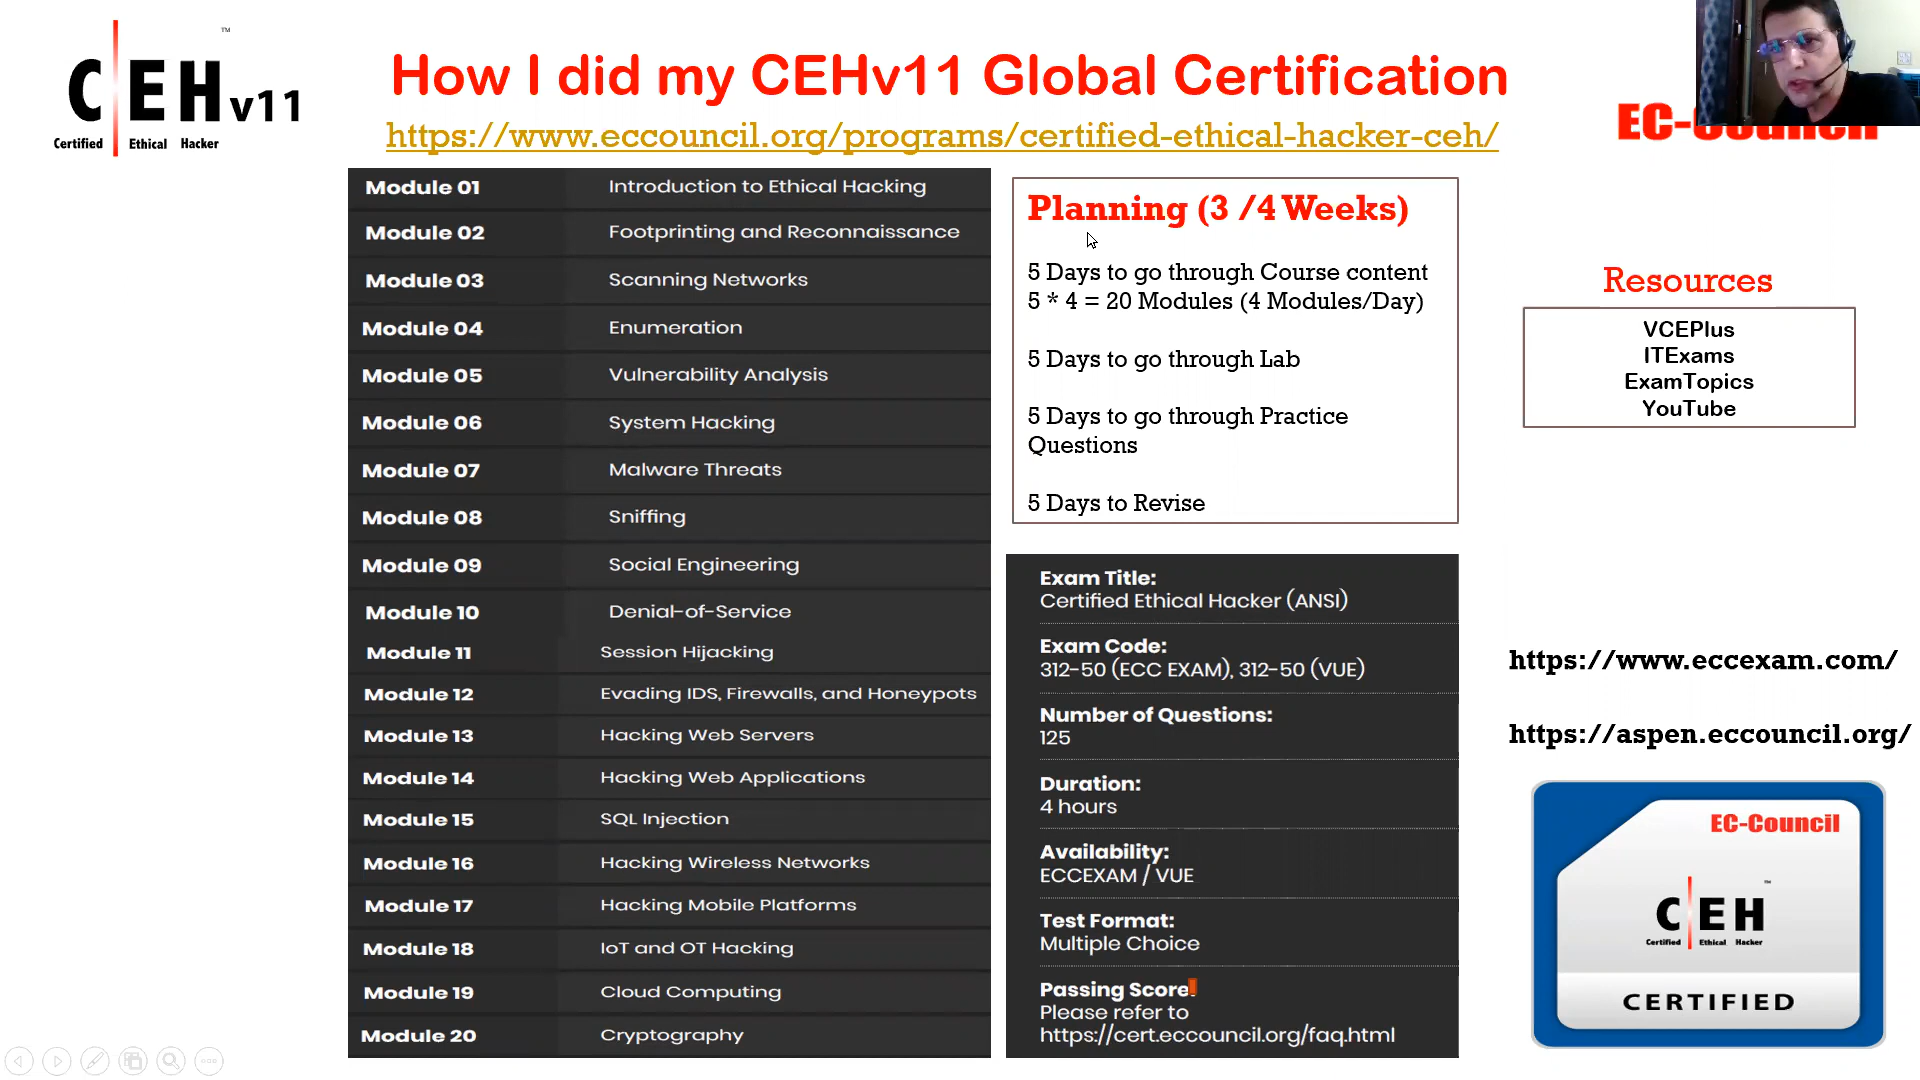 C EH v11
TM
Certified Ethical Hacker
How I did my CEHv11 Global Certification
https://www.eccouncil.org/programs/certified-ethical-hacker-ceh/
EC-Council
Module 01 Introduction to Ethical Hacking
Module 02 Footprinting and Reconnaissance
Module 03 Scanning Networks
Module 04 Enumeration
Module 05 Vulnerability Analysis
Module 06 System Hacking
Module 07 Malware Threats
Module 08 Sniffing
Module 09 Social Engineering
Module 10 Denial-of-Service
Module 11 Session Hijacking
Module 12 Evading IDS, Firewalls, and Honeypots
Module 13 Hacking Web Servers
Module 14 Hacking Web Applications
Module 15 SQL Injection
Module 16 Hacking Wireless Networks
Module 17 Hacking Mobile Platforms
Module 18 IoT and OT Hacking
Module 19 Cloud Computing
Module 20 Cryptography
Planning (3 /4 Weeks)
5 Days to go through Course content
5 * 4 = 20 Modules (4 Modules/Day)
5 Days to go through Lab
5 Days to go through Practice
Questions
5 Days to Revise
Exam Title:
Certified Ethical Hacker (ANSI)
Exam Code:
312-50 (ECC EXAM), 312-50 (VUE)
Number of Questions:
125
Duration:
4 hours
Availability:
ECCEXAM / VUE
Test Format:
Multiple Choice
Passing Score:
Please refer to
https://cert.eccouncil.org/faq.html
Resources
VCEPlus
ITExams
ExamTopics
YouTube
https://www.eccexam.com/
https://aspen.eccouncil.org/
EC-Council
C EH
TM
Certified Ethical Hacker
CERTIFIED